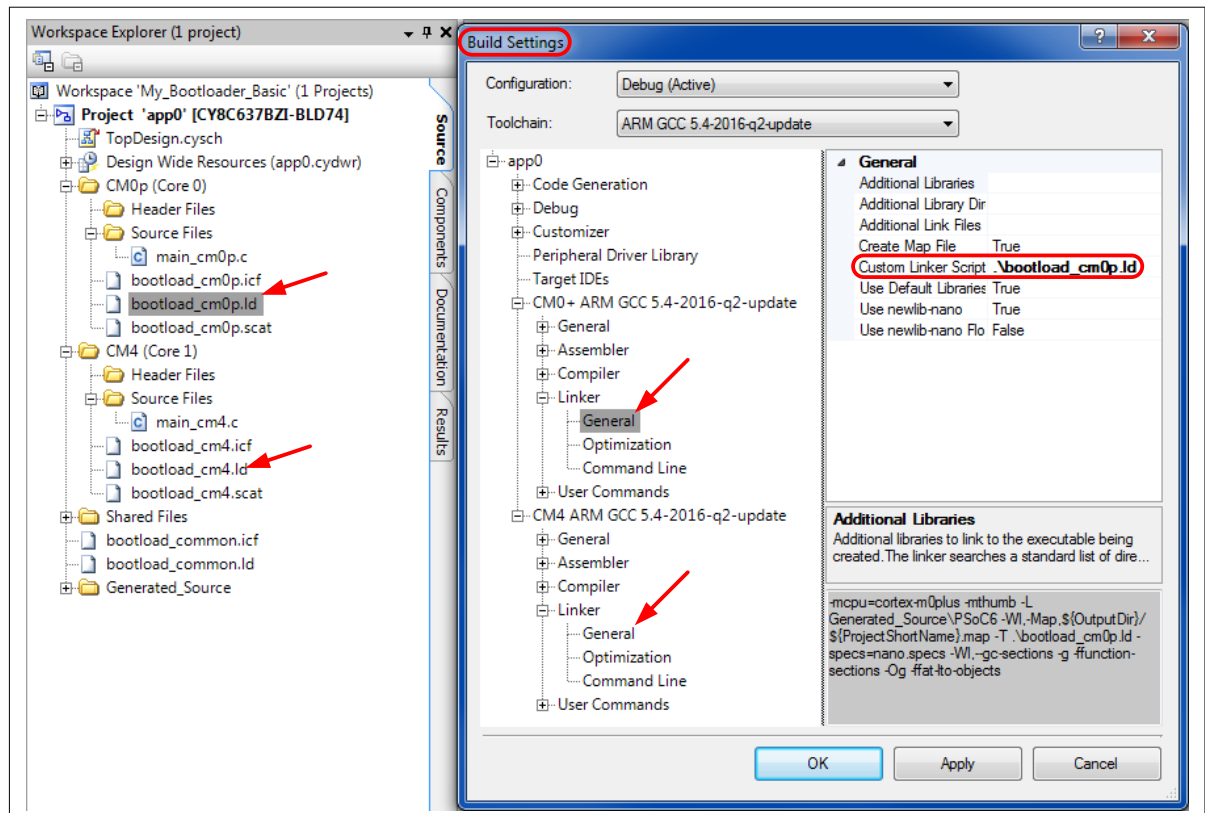 Workspace Explorer (1 project)
Workspace 'My_Bootloader_Basic' (1 Projects)
Project 'app0' [CY8C637BZI-BLD74]
TopDesign.cysch
Design Wide Resources (app0.cydwr)
CM0p (Core 0)
Header Files
Source Files
main_cm0p.c
bootload_cm0p.icf
bootload_cm0p.ld
bootload_cm0p.scat
CM4 (Core 1)
Header Files
Source Files
main_cm4.c
bootload_cm4.icf
bootload_cm4.ld
bootload_cm4.scat
Shared Files
bootload_common.icf
bootload_common.ld
Generated_Source
Source
Components
Documentation
Results
Build Settings
Configuration:
Debug (Active)
Toolchain:
ARM GCC 5.4-2016-q2-update
app0
Code Generation
Debug
Customizer
Peripheral Driver Library
Target IDEs
CM0+ ARM GCC 5.4-2016-q2-update
General
Assembler
Compiler
Linker
General
Optimization
Command Line
User Commands
CM4 ARM GCC 5.4-2016-q2-update
General
Assembler
Compiler
Linker
General
Optimization
Command Line
User Commands
General
Additional Libraries
Additional Library Dir
Additional Link Files
Create Map File True
Custom Linker Script .\bootload_cm0p.ld
Use Default Libraries True
Use newlib-nano True
Use newlib-nano Flo False
Additional Libraries
Additional libraries to link to the executable being
created.The linker searches a standard list of dire...
-mcpu=cortex-m0plus -mthumb -L
Generated_Source\PSoC6 -Wl,-Map,${OutputDir}/
${ProjectShortName}.map -T .\bootload_cm0p.ld -
specs=nano.specs -Wl,--gc-sections -g -ffunction-
sections -Og -ffat-lto-objects
OK
Apply
Cancel